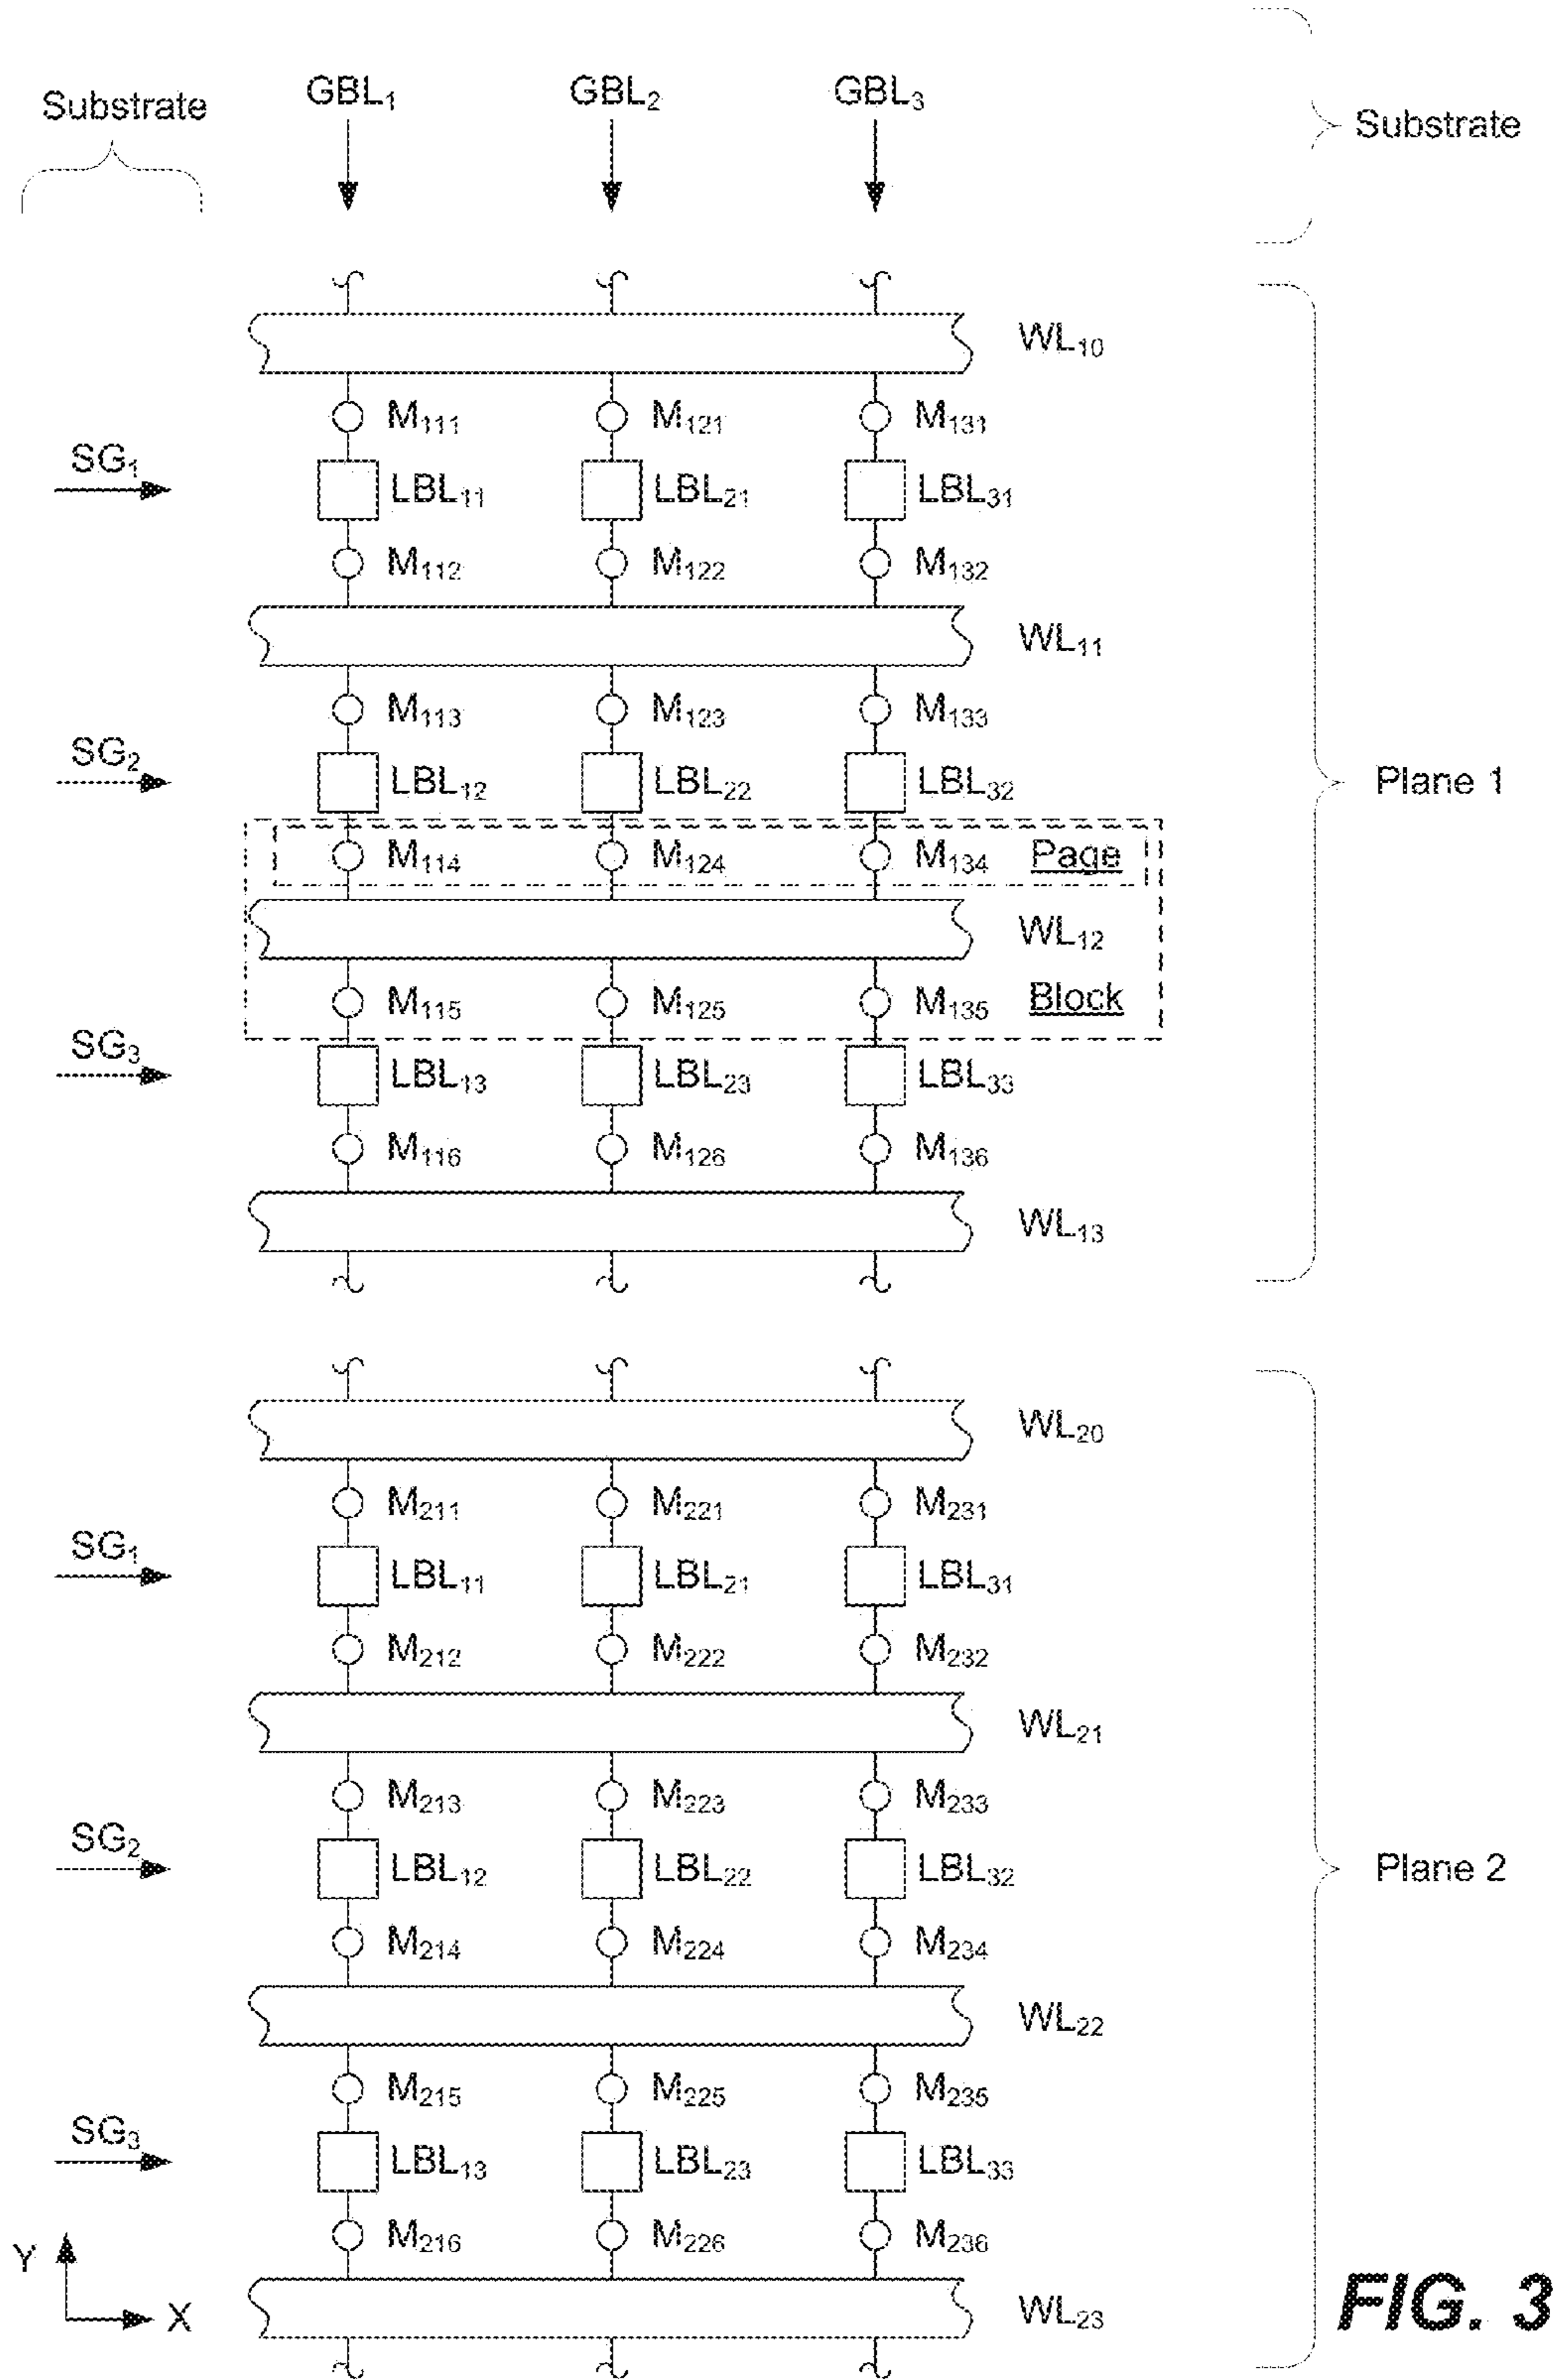 Substrate GBL₁ GBL₂ GBL₃ Substrate
WL₁₀
M₁₁₁ M₁₂₁ M₁₃₁
SG₁ LBL₁₁ LBL₂₁ LBL₃₁
M₁₁₂ M₁₂₂ M₁₃₂
WL₁₁
M₁₁₃ M₁₂₃ M₁₃₃
SG₂ LBL₁₂ LBL₂₂ LBL₃₂ Plane 1
M₁₁₄ M₁₂₄ M₁₃₄ Page
WL₁₂
M₁₁₅ M₁₂₅ M₁₃₅ Block
SG₃ LBL₁₃ LBL₂₃ LBL₃₃
M₁₁₆ M₁₂₆ M₁₃₆
WL₁₃
WL₂₀
M₂₁₁ M₂₂₁ M₂₃₁
SG₁ LBL₁₁ LBL₂₁ LBL₃₁
M₂₁₂ M₂₂₂ M₂₃₂
WL₂₁
M₂₁₃ M₂₂₃ M₂₃₃
SG₂ LBL₁₂ LBL₂₂ LBL₃₂ Plane 2
M₂₁₄ M₂₂₄ M₂₃₄
WL₂₂
M₂₁₅ M₂₂₅ M₂₃₅
SG₃ LBL₁₃ LBL₂₃ LBL₃₃
M₂₁₆ M₂₂₆ M₂₃₆
Y X WL₂₃ FIG. 3